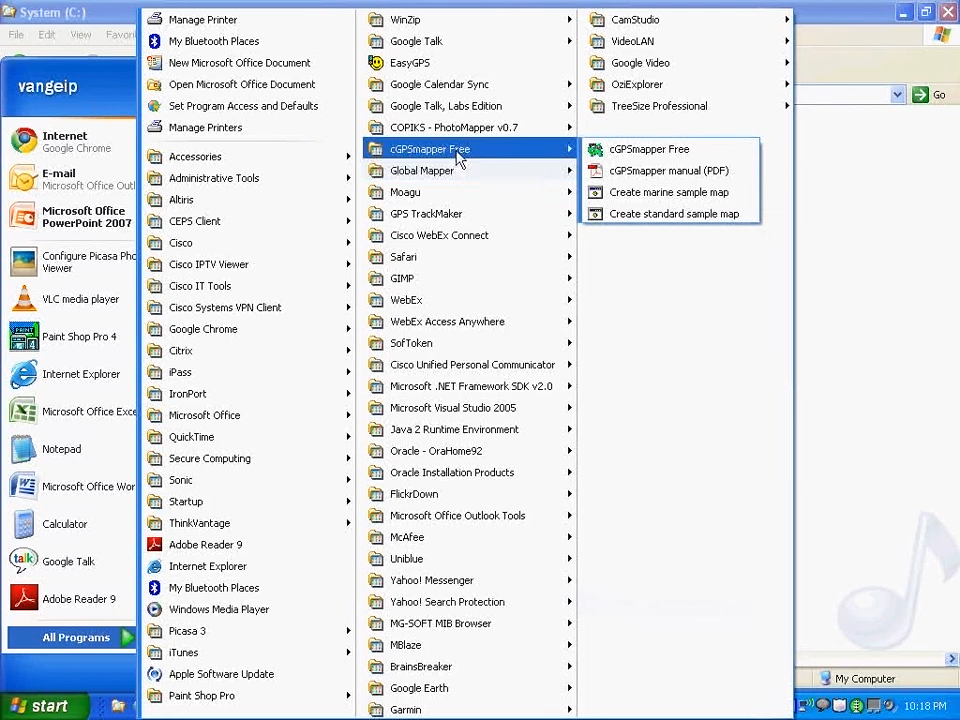 System (C:)
File
Edit
View
Favori
Go
vangeip
Internet
Google Chrome
E-mail
Microsoft Office Outlo
Microsoft Office
PowerPoint 2007
Configure Picasa Pho
Viewer
VLC media player
Paint Shop Pro 4
Internet Explorer
Microsoft Office Exce
Notepad
Microsoft Office Wor
Calculator
talk
Google Talk
Adobe Reader 9
All Programs
Manage Printer
My Bluetooth Places
New Microsoft Office Document
Open Microsoft Office Document
Set Program Access and Defaults
Manage Printers
Accessories
Administrative Tools
Altiris
CEPS Client
Cisco
Cisco IPTV Viewer
Cisco IT Tools
Cisco Systems VPN Client
Google Chrome
Citrix
iPass
IronPort
Microsoft Office
QuickTime
Secure Computing
Sonic
Startup
ThinkVantage
Adobe Reader 9
Internet Explorer
My Bluetooth Places
Windows Media Player
Picasa 3
iTunes
Apple Software Update
Paint Shop Pro
WinZip
Google Talk
EasyGPS
Google Calendar Sync
Google Talk, Labs Edition
COPIKS - PhotoMapper v0.7
cGPSmapper Free
Global Mapper
Moagu
GPS TrackMaker
Cisco WebEx Connect
Safari
GIMP
WebEx
WebEx Access Anywhere
SofToken
Cisco Unified Personal Communicator
Microsoft .NET Framework SDK v2.0
Microsoft Visual Studio 2005
Java 2 Runtime Environment
Oracle - OraHome92
Oracle Installation Products
FlickrDown
Microsoft Office Outlook Tools
McAfee
Uniblue
Yahoo! Messenger
Yahoo! Search Protection
MG-SOFT MIB Browser
MBlaze
BrainsBreaker
Google Earth
Garmin
CamStudio
VideoLAN
Google Video
OziExplorer
TreeSize Professional
cGPSmapper Free
cGPSmapper manual (PDF)
Create marine sample map
Create standard sample map
My Computer
start
10:18 PM